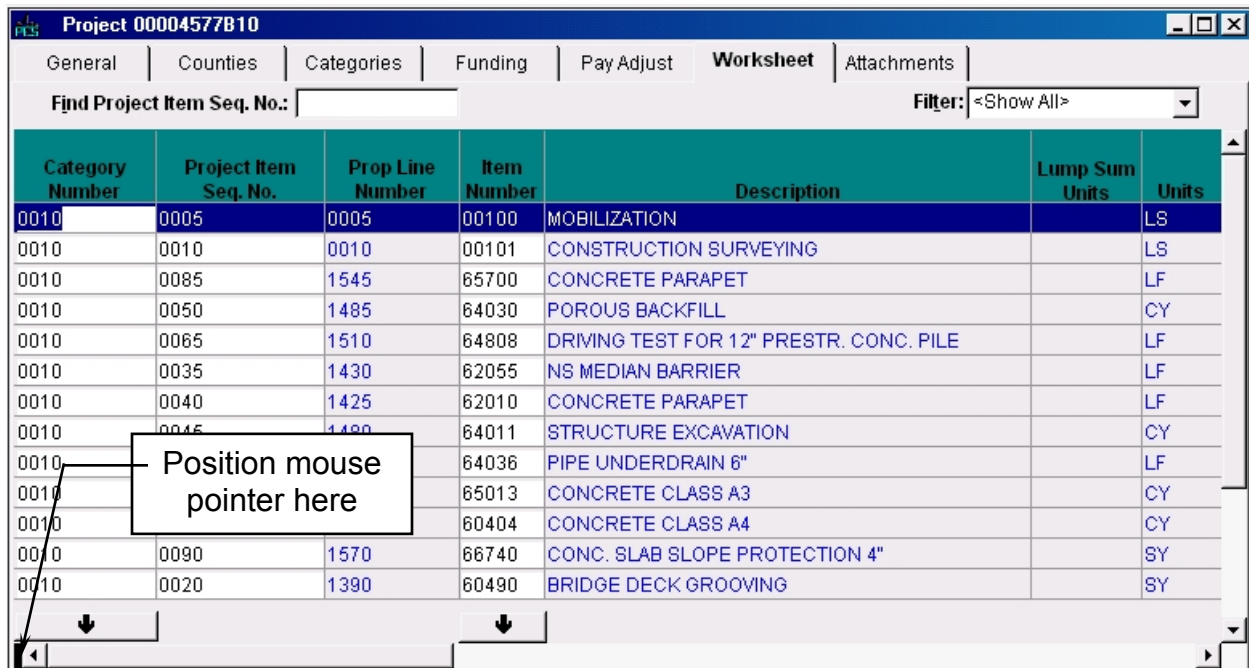 PES Project 00004577B10
General Counties Categories Funding Pay Adjust Worksheet Attachments
Find Project Item Seq. No.: Filter: <Show All>
Category Number Project Item Seq. No. Prop Line Number Item Number Description Lump Sum Units Units
0010 0005 0005 00100 MOBILIZATION LS
0010 0010 0010 00101 CONSTRUCTION SURVEYING LS
0010 0085 1545 65700 CONCRETE PARAPET LF
0010 0050 1485 64030 POROUS BACKFILL CY
0010 0065 1510 64808 DRIVING TEST FOR 12" PRESTR. CONC. PILE LF
0010 0035 1430 62055 NS MEDIAN BARRIER LF
0010 0040 1425 62010 CONCRETE PARAPET LF
0010 64011 STRUCTURE EXCAVATION CY
0010 64036 PIPE UNDERDRAIN 6" LF
0010 65013 CONCRETE CLASS A3 CY
0010 60404 CONCRETE CLASS A4 CY
0010 0090 1570 66740 CONC. SLAB SLOPE PROTECTION 4" SY
0010 0020 1390 60490 BRIDGE DECK GROOVING SY
Position mouse
pointer here